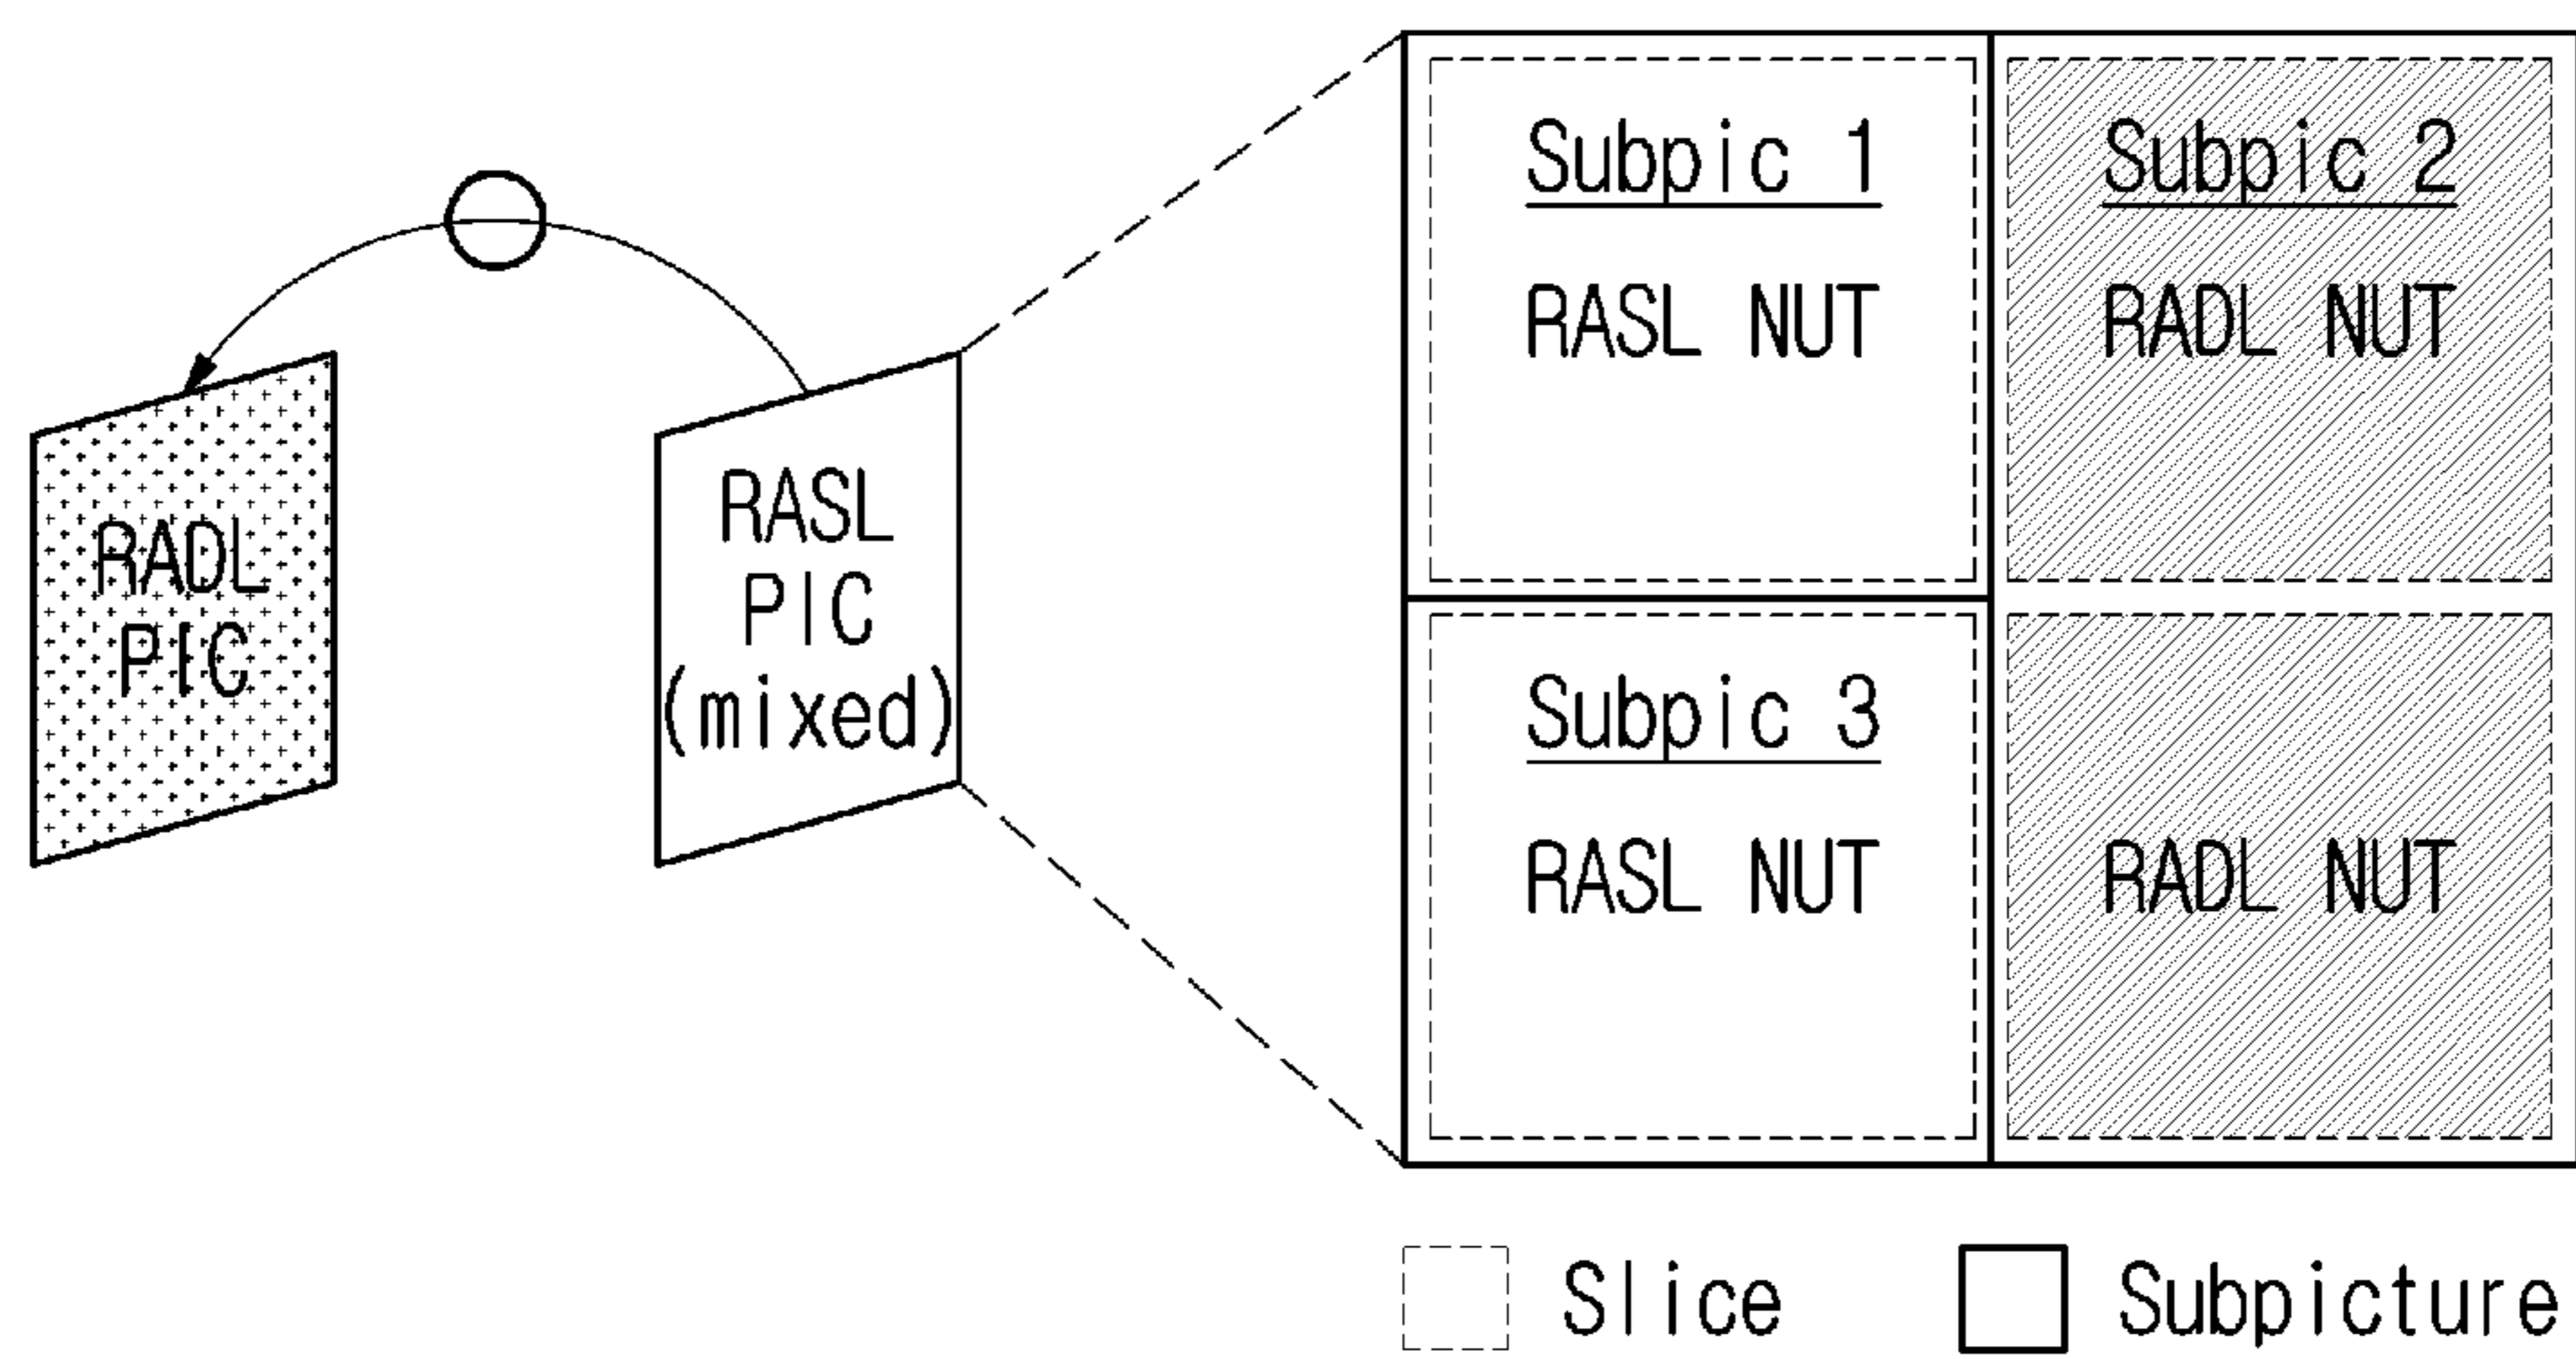 RADL
PIC
RASL
PIC
(mixed)
Subpic 1
RASL NUT
Subpic 2
RADL NUT
Subpic 3
RASL NUT
RADL NUT
Slice
Subpicture